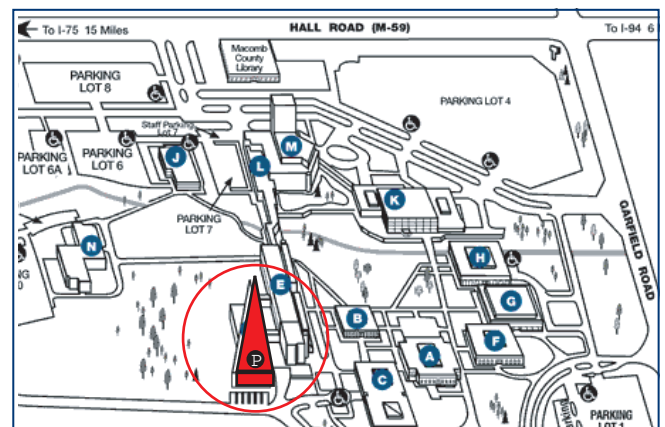 To I-75 15 Miles
HALL ROAD (M-59)
To I-94 6
Macomb
County
Library
PARKING
LOT 8
PARKING LOT 4
Staff Parking
Lot 7
M
J
L
PARKING
LOT 6A
PARKING
LOT 6
K
PARKING
LOT 7
GARFIELD ROAD
N
H
E
G
B
F
P
A
C
PARKING
LOT 1